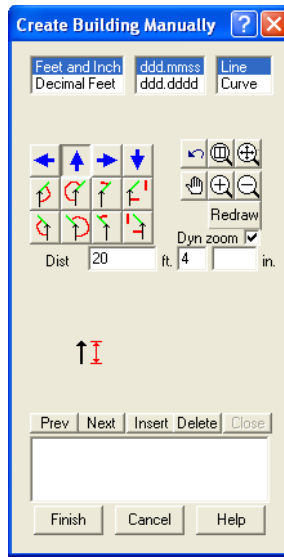 Create Building Manually ?
Feet and Inch ddd.mmss Line
Decimal Feet ddd.dddd Curve
Redraw
Dyn zoom
Dist 20 ft. 4 in.
Prev Next Insert Delete Close
Finish Cancel Help